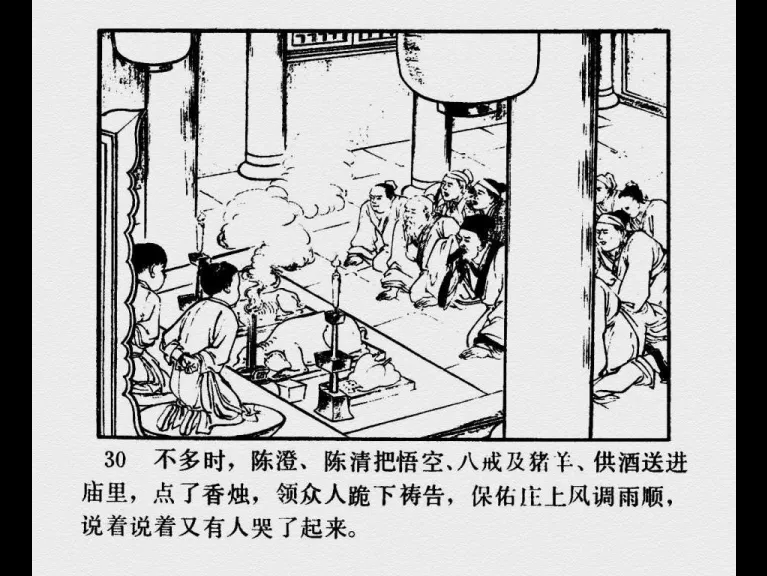 30 不多时，陈澄、陈清把悟空、八戒及猪羊、供酒送进
庙里，点了香烛，领众人跪下祷告，保佑庄上风调雨顺，
说着说着又有人哭了起来。